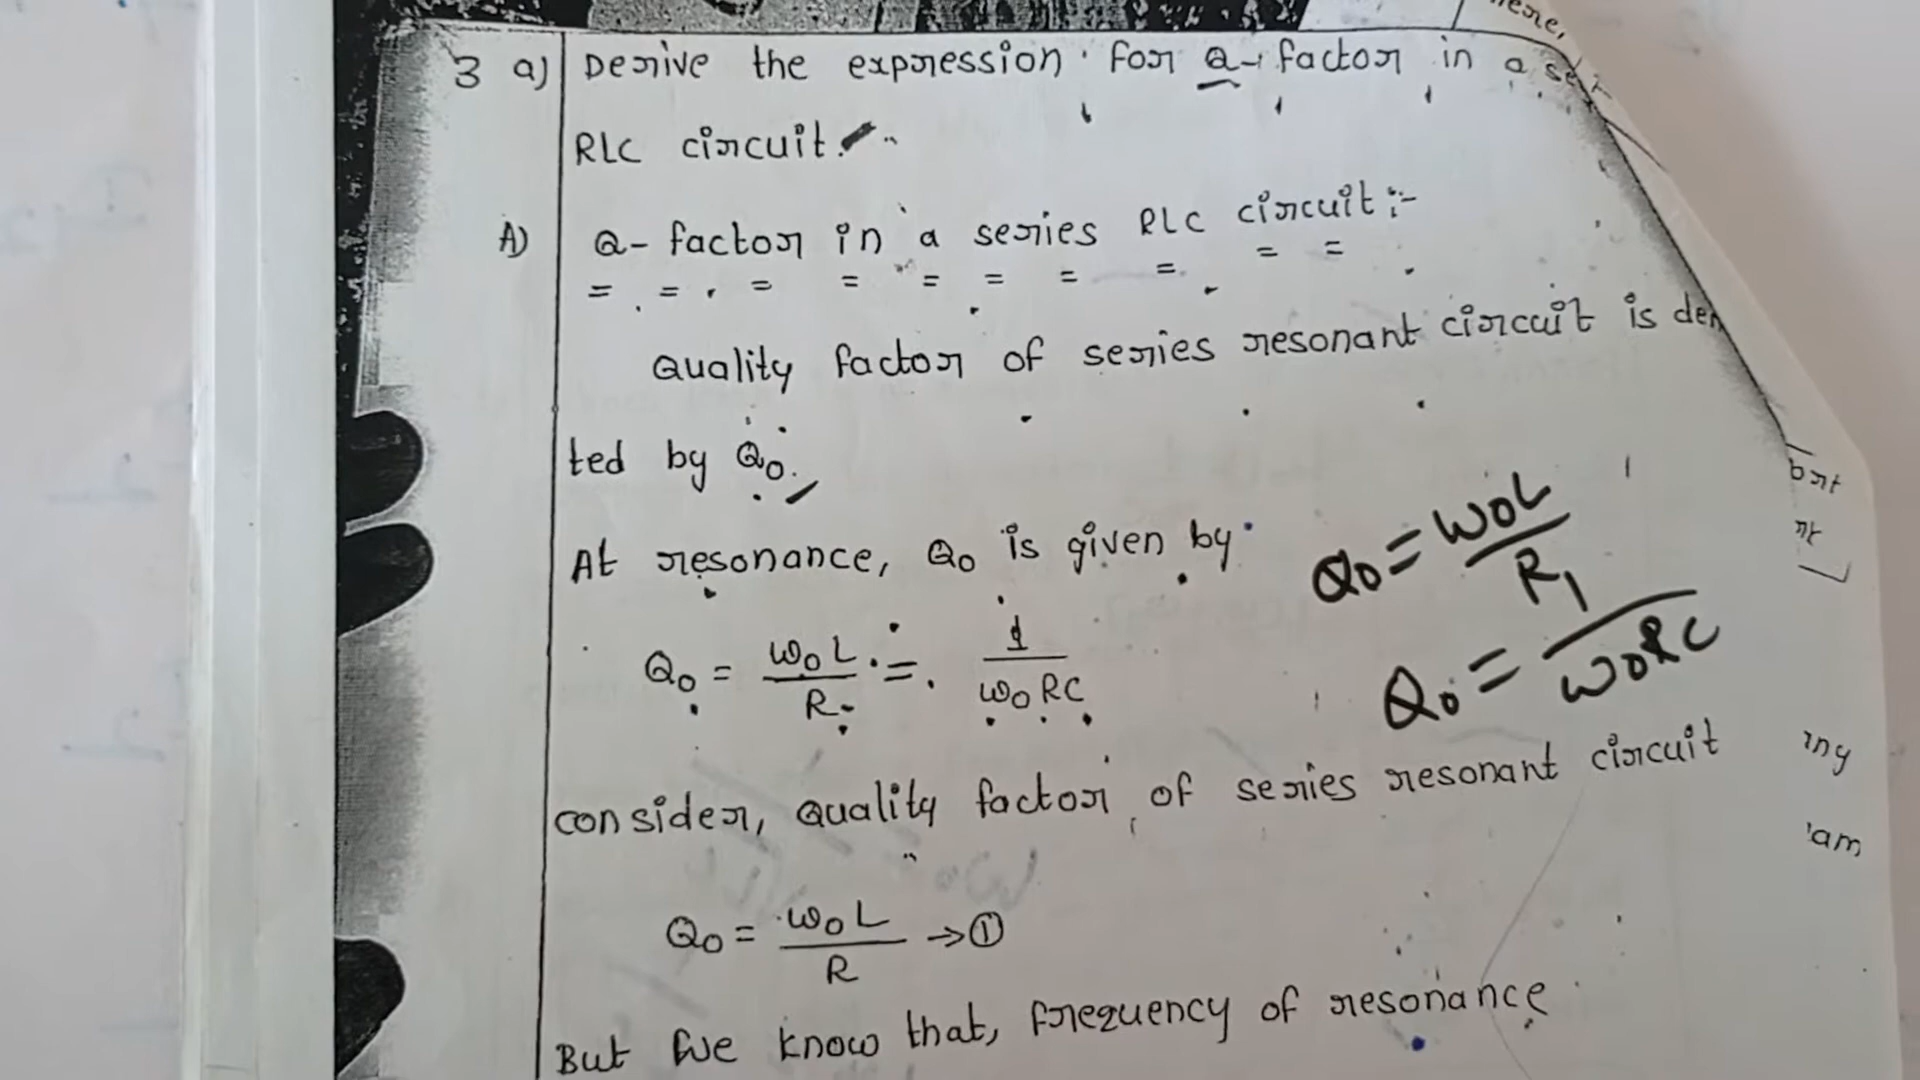 3 a) Derive the expression for Q- factor in a
RLC circuit.
A) Q- factor in a series RLC circuit :-
Quality factor of series resonant circuit is den
ted by Q0.
At resonance, Q0 is given by
Q0 = ω0L/R = 1/ω0RC
Q0 = ω0L/R
Q0 = 1/ω0RC
consider, Quality factor of series resonant circuit
Q0 = ω0L/R → ①
But we know that, frequency of resonance